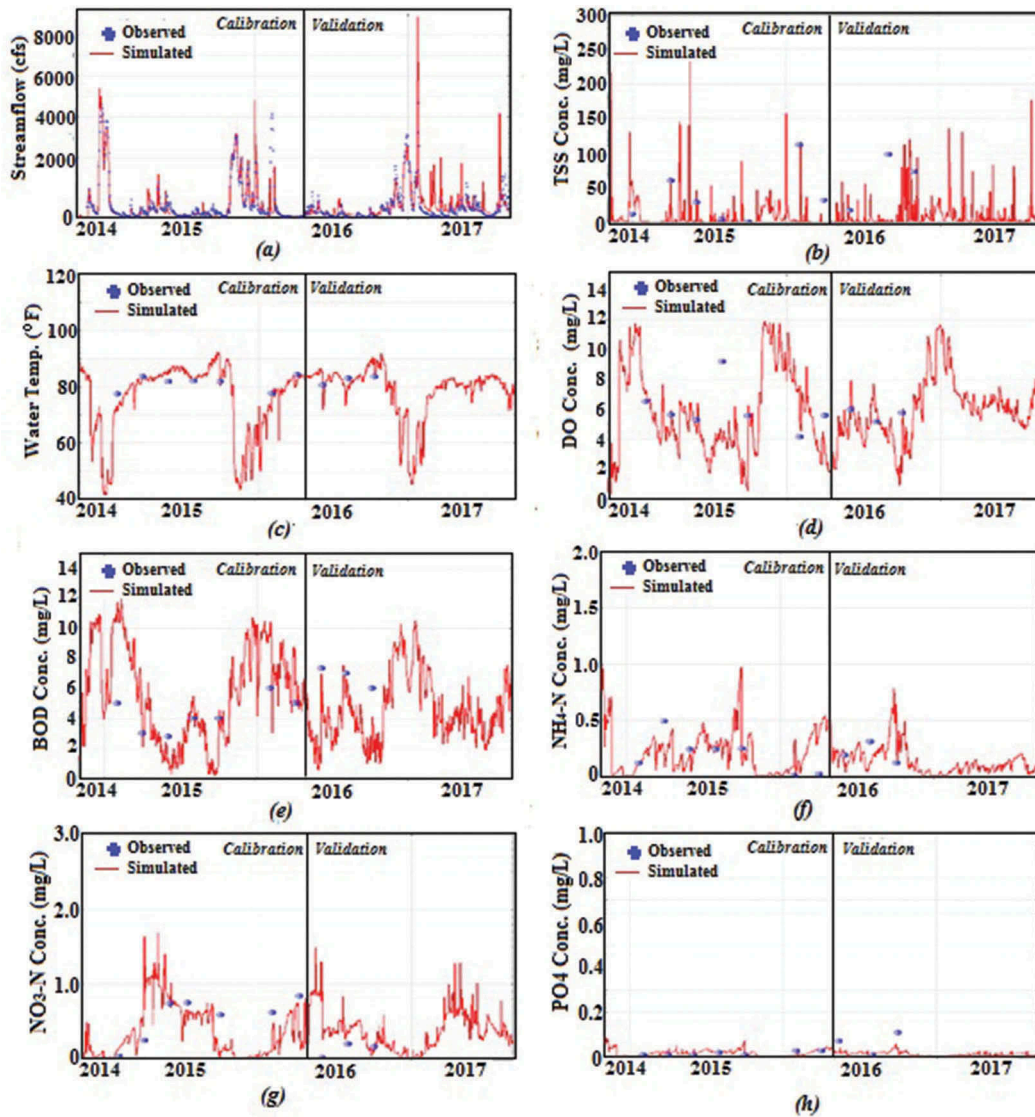 Streamflow (cfs)
8000
6000
4000
2000
0
Observed
Simulated
Calibration
Validation
2014
2015
2016
2017
(a)
TSS Conc. (mg/L)
300
250
200
150
100
50
0
Observed
Simulated
Calibration
Validation
2014
2015
2016
2017
(b)
Water Temp. (°F)
120
100
80
60
40
Observed
Simulated
Calibration
Validation
2014
2015
2016
2017
(c)
DO Conc. (mg/L)
14
12
10
8
6
4
2
0
Observed
Simulated
Calibration
Validation
2014
2015
2016
2017
(d)
BOD Conc. (mg/L)
14
12
10
8
6
4
2
0
Observed
Simulated
Calibration
Validation
2014
2015
2016
2017
(e)
NH4-N Conc. (mg/L)
2.0
1.5
1.0
0.5
0
Observed
Simulated
Calibration
Validation
2014
2015
2016
2017
(f)
NO3-N Conc. (mg/L)
3.0
2.0
1.0
0
Observed
Simulated
Calibration
Validation
2014
2015
2016
2017
(g)
PO4 Conc. (mg/L)
1.0
0.8
0.6
0.4
0.2
0
Observed
Simulated
Calibration
Validation
2014
2015
2016
2017
(h)